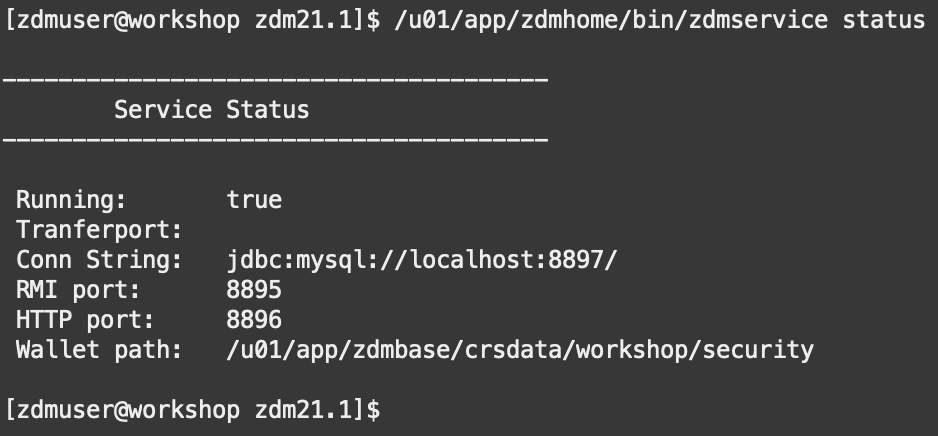 [zdmuser@workshop zdm21.1]$ /u01/app/zdmhome/bin/zdmservice status
---------------------------------------
Service Status
---------------------------------------
Running: true
Tranferport:
Conn String: jdbc:mysql://localhost:8897/
RMI port: 8895
HTTP port: 8896
Wallet path: /u01/app/zdmbase/crsdata/workshop/security
[zdmuser@workshop zdm21.1]$